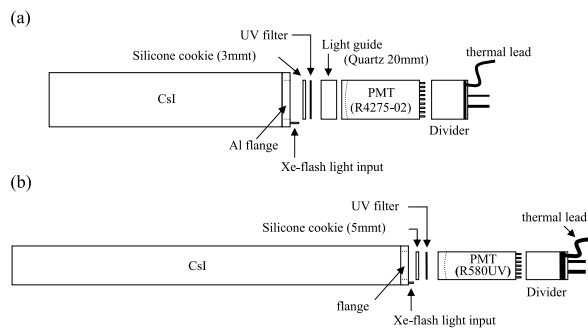 (a)
UV filter
Light guide
(Quartz 20mmt)
thermal lead
Silicone cookie (3mmt)
CsI
PMT
(R4275-02)
Divider
Al flange
Xe-flash light input
(b)
UV filter
thermal lead
Silicone cookie (5mmt)
CsI
PMT
(R580UV)
Divider
flange
Xe-flash light input